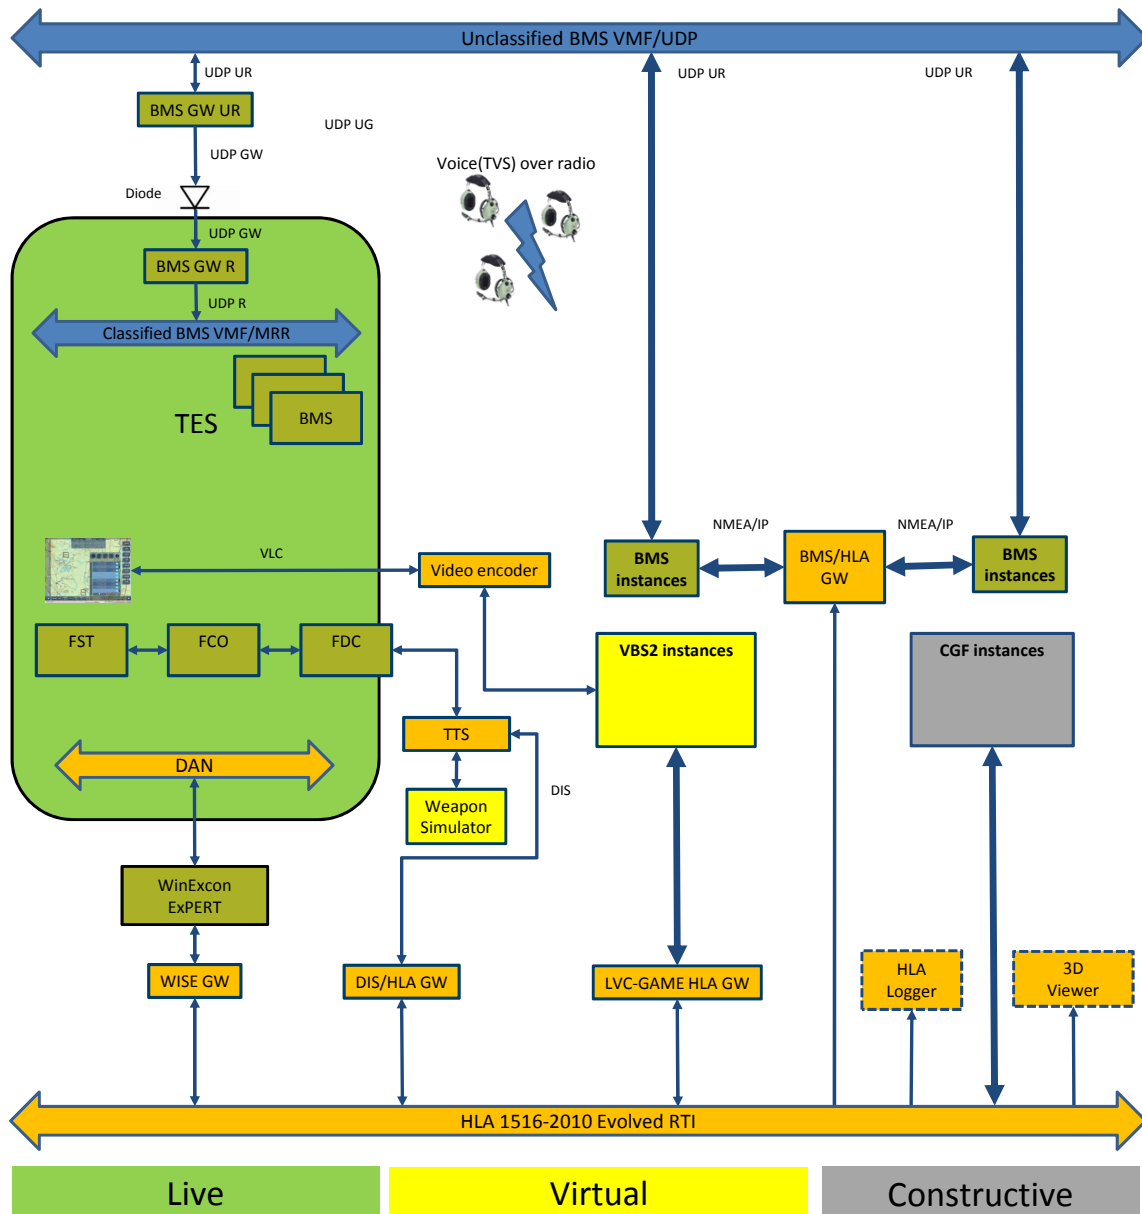 Unclassified BMS VMF/UDP
UDP UR
UDP UR
UDP UR
BMS GW UR
UDP UG
UDP GW
Voice(TVS) over radio
Diode
UDP GW
BMS GW R
UDP R
Classified BMS VMF/MRR
TES
BMS
NMEA/IP
NMEA/IP
VLC
Video encoder
BMS
instances
BMS/HLA
GW
BMS
instances
FST
FCO
FDC
VBS2 instances
CGF instances
TTS
DAN
DIS
Weapon
Simulator
WinExcon
ExPERT
WISE GW
DIS/HLA GW
LVC-GAME HLA GW
HLA
Logger
3D
Viewer
HLA 1516-2010 Evolved RTI
Live
Virtual
Constructive